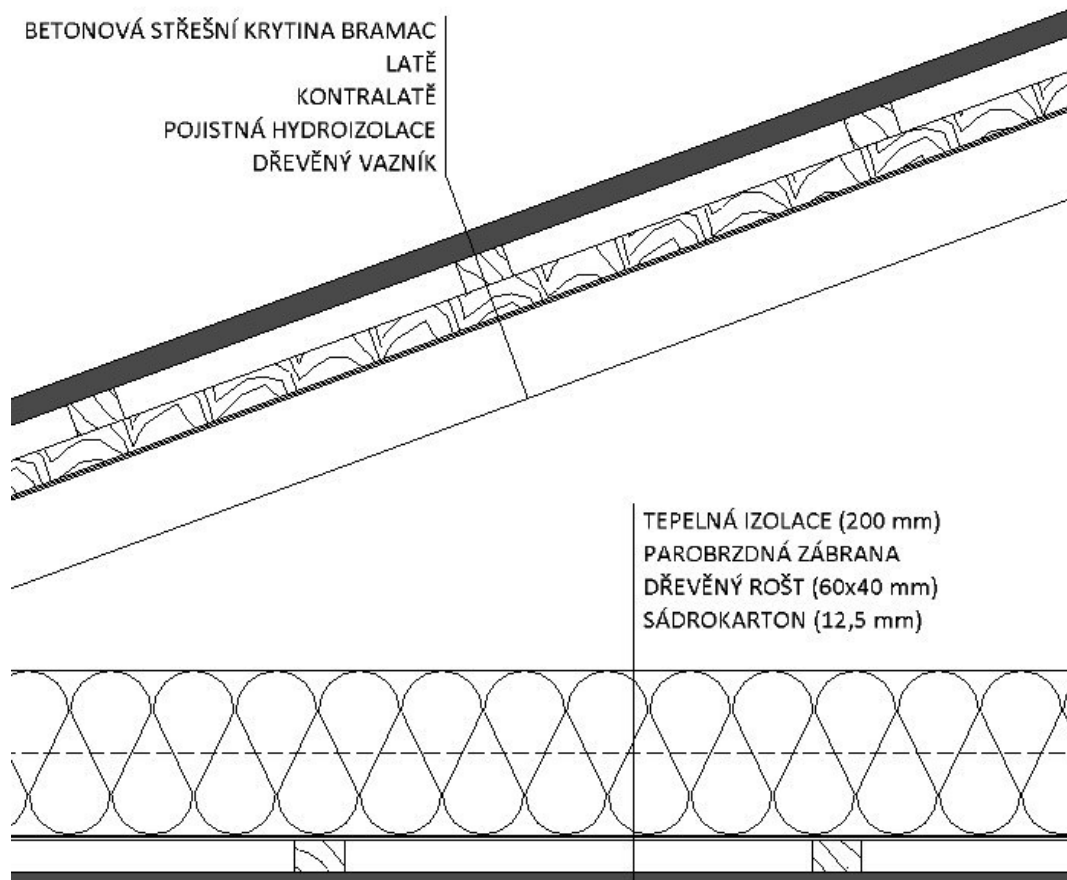 BETONOVÁ STŘEŠNÍ KRYTINA BRAMAC
LATĚ
KONTRALATĚ
POJISTNÁ HYDROIZOLACE
DŘEVĚNÝ VAZNÍK
TEPELNÁ IZOLACE (200 mm)
PAROBRZDNÁ ZÁBRANA
DŘEVĚNÝ ROŠT (60x40 mm)
SÁDROKARTON (12,5 mm)